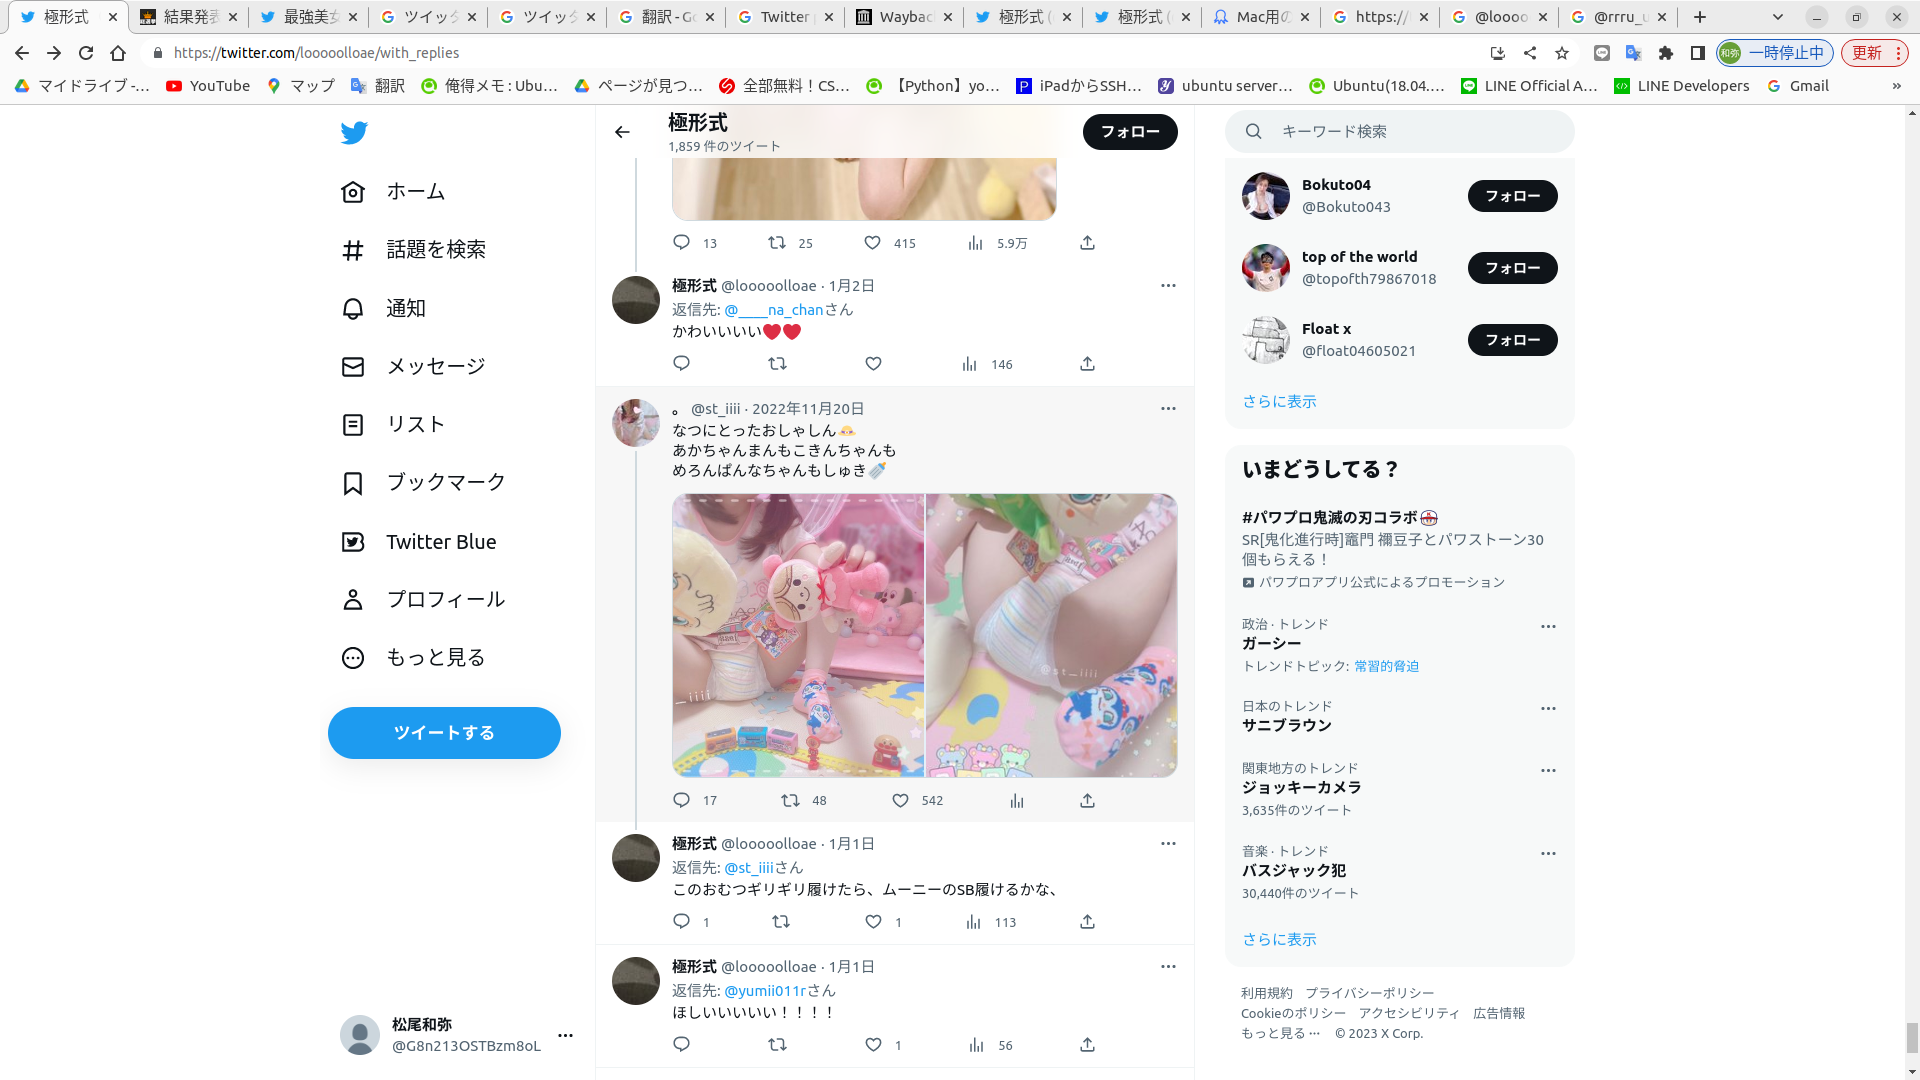 極形式
結果発表
最強美女
ツイッタ
ツイッタ
翻訳 - Go
Twitter p
Waybac
極形式 (
極形式 (
Mac用の
https://
@loooo
@rrru_u
https://twitter.com/looooolloae/with_replies
和弥 一時停止中
更新
マイドライブ -...
YouTube
マップ
翻訳
俺得メモ : Ubu...
ページが見つ...
全部無料！CS...
【Python】yo...
iPadからSSH...
ubuntu server...
Ubuntu(18.04....
LINE Official A...
LINE Developers
Gmail
»
ホーム
話題を検索
通知
メッセージ
リスト
ブックマーク
Twitter Blue
プロフィール
もっと見る
ツイートする
松尾和弥
@G8n213OSTBzm8oL
極形式
1,859 件のツイート
フォロー
13 25 415 5.9万
極形式 @looooolloae · 1月2日
返信先: @____na_chanさん
かわいいいい❤❤
146
。 @st_iiii · 2022年11月20日
なつにとったおしゃしん👶🏻
あかちゃんまんもこきんちゃんも
めろんぱんなちゃんもしゅき🍼
@st_iiii
17 48 542
極形式 @looooolloae · 1月1日
返信先: @st_iiiiさん
このおむつギリギリ履けたら、ムーニーのSB履けるかな、
1 1 113
極形式 @looooolloae · 1月1日
返信先: @yumii011rさん
ほしいいいいい！！！！
1 56
キーワード検索
Bokuto04
@Bokuto043
フォロー
top of the world
@topofth79867018
フォロー
Float x
@float04605021
フォロー
さらに表示
いまどうしてる？
#パワプロ鬼滅の刃コラボ
SR[鬼化進行時]竈門 禰豆子とパワストーン30
個もらえる！
パワプロアプリ公式によるプロモーション
政治 · トレンド
ガーシー
トレンドトピック: 常習的脅迫
日本のトレンド
サニブラウン
関東地方のトレンド
ジョッキーカメラ
3,635件のツイート
音楽 · トレンド
バスジャック犯
30,440件のツイート
さらに表示
利用規約 プライバシーポリシー
Cookieのポリシー アクセシビリティ 広告情報
もっと見る ··· © 2023 X Corp.